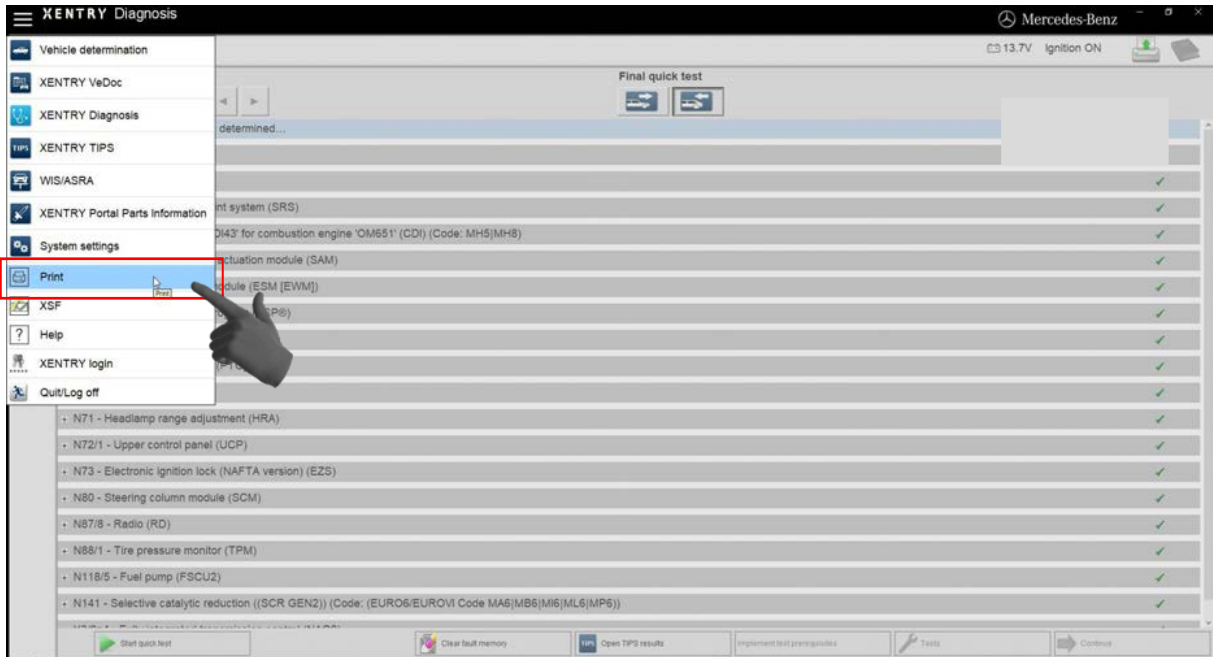 XENTRY Diagnosis
Mercedes-Benz
Vehicle determination
13.7V Ignition ON
XENTRY VeDoc
Final quick test
XENTRY Diagnosis
determined...
XENTRY TIPS
TIPS
WIS/ASRA
XENTRY Portal Parts Information
nt system (SRS)
DI43' for combustion engine 'OM651' (CDI) (Code: MH5|MH8)
System settings
actuation module (SAM)
Print
Print
odule (ESM [EWM])
XSF
SP®)
? Help
XENTRY login
Quit/Log off
+ N71 - Headlamp range adjustment (HRA)
+ N72/1 - Upper control panel (UCP)
+ N73 - Electronic ignition lock (NAFTA version) (EZS)
+ N80 - Steering column module (SCM)
+ N87/8 - Radio (RD)
+ N88/1 - Tire pressure monitor (TPM)
+ N118/5 - Fuel pump (FSCU2)
+ N141 - Selective catalytic reduction ((SCR GEN2)) (Code: (EURO6/EUROVI Code MA6|MB6|MI6|ML6|MP6))
Start quick test
Clear fault memory
TIPS Open TIPS results
Implement test prerequisites
Tests
Continue